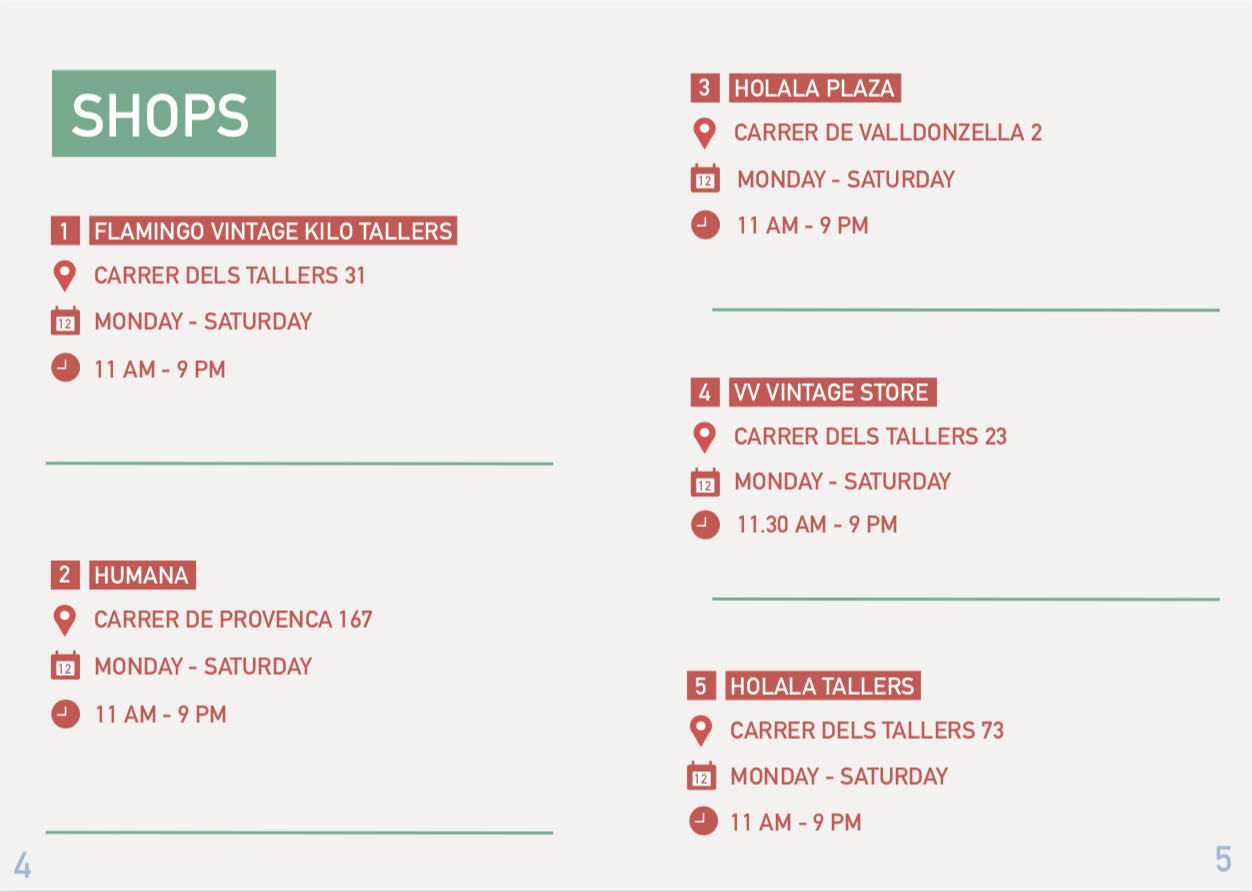 SHOPS
1 FLAMINGO VINTAGE KILO TALLERS
CARRER DELS TALLERS 31
12 MONDAY - SATURDAY
11 AM - 9 PM
2 HUMANA
CARRER DE PROVENCA 167
12 MONDAY - SATURDAY
11 AM - 9 PM
4
3 HOLALA PLAZA
CARRER DE VALLDONZELLA 2
12 MONDAY - SATURDAY
11 AM - 9 PM
4 VV VINTAGE STORE
CARRER DELS TALLERS 23
12 MONDAY - SATURDAY
11.30 AM - 9 PM
5 HOLALA TALLERS
CARRER DELS TALLERS 73
12 MONDAY - SATURDAY
11 AM - 9 PM
5